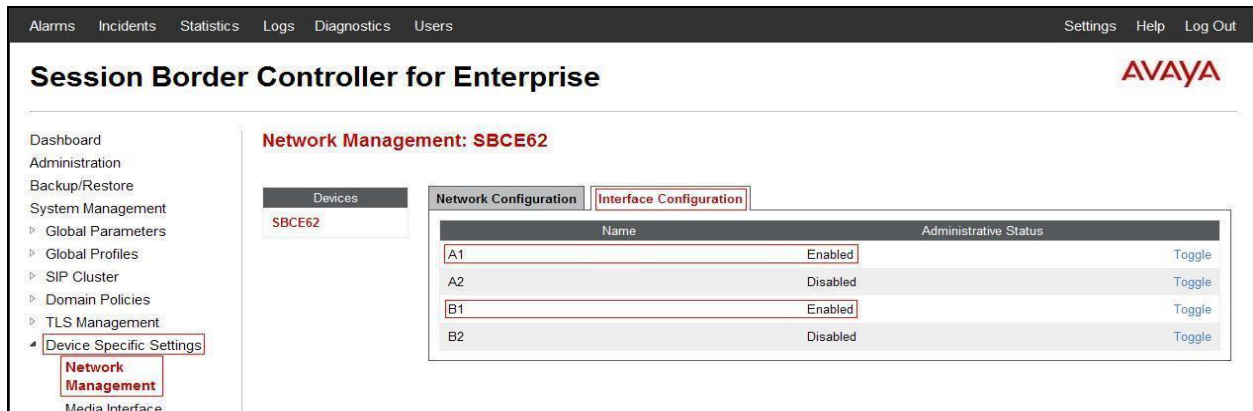 Alarms Incidents Statistics Logs Diagnostics Users Settings Help Log Out
Session Border Controller for Enterprise
AVAYA
Dashboard
Administration
Backup/Restore
System Management
Global Parameters
Global Profiles
SIP Cluster
Domain Policies
TLS Management
Device Specific Settings
Network
Management
Media Interface
Network Management: SBCE62
Devices
SBCE62
Network Configuration Interface Configuration
Name Administrative Status
A1 Enabled Toggle
A2 Disabled Toggle
B1 Enabled Toggle
B2 Disabled Toggle